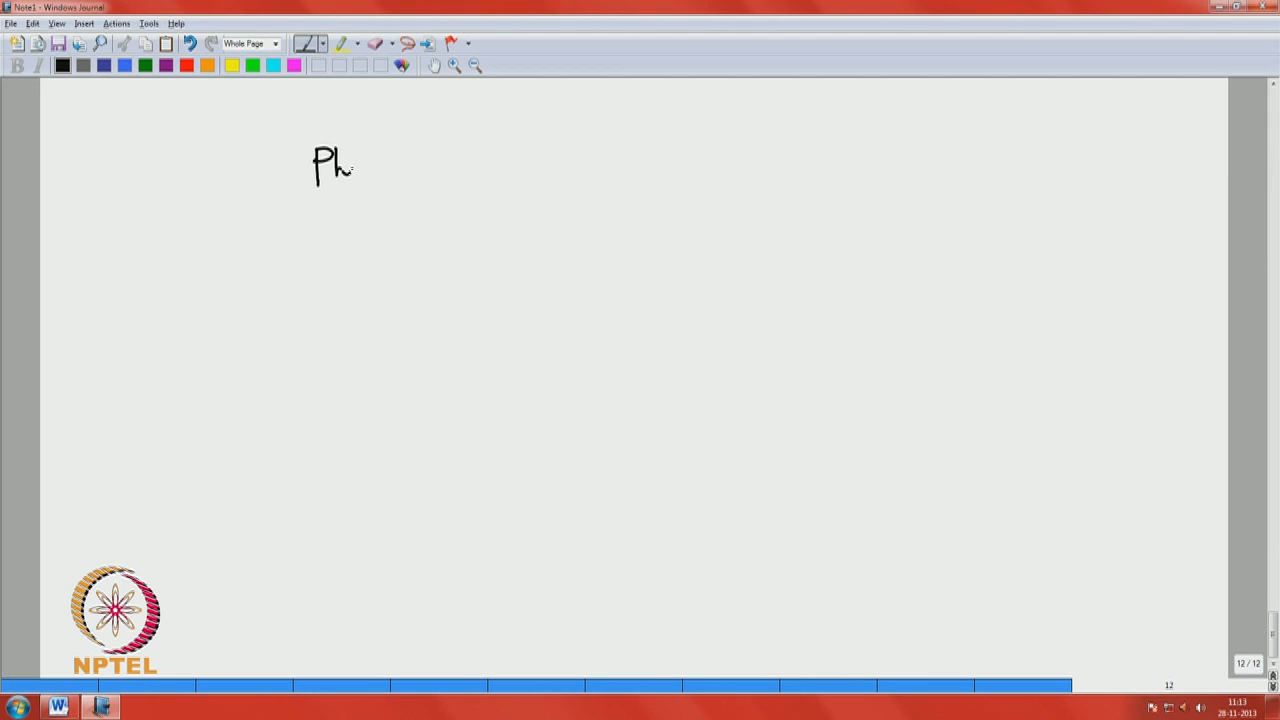 Note1 - Windows Journal
File Edit View Insert Actions Tools Help
Whole Page
B I
Ph
NPTEL
12 / 12
12
11:13
28-11-2013